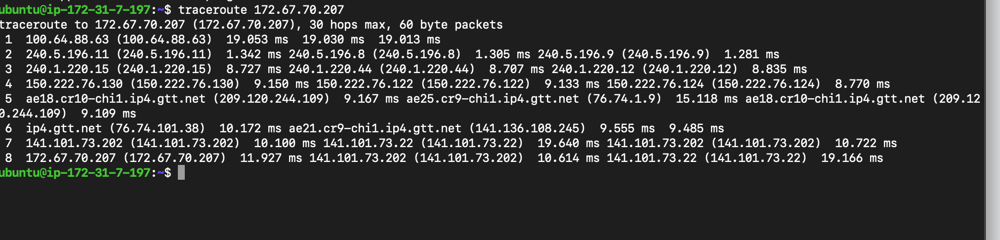 ubuntu@ip-172-31-7-197:~$ traceroute 172.67.70.207
traceroute to 172.67.70.207 (172.67.70.207), 30 hops max, 60 byte packets
1 100.64.88.63 (100.64.88.63) 19.053 ms 19.030 ms 19.013 ms
2 240.5.196.11 (240.5.196.11) 1.342 ms 240.5.196.8 (240.5.196.8) 1.305 ms 240.5.196.9 (240.5.196.9) 1.281 ms
3 240.1.220.15 (240.1.220.15) 8.727 ms 240.1.220.44 (240.1.220.44) 8.707 ms 240.1.220.12 (240.1.220.12) 8.835 ms
4 150.222.76.130 (150.222.76.130) 9.150 ms 150.222.76.122 (150.222.76.122) 9.133 ms 150.222.76.124 (150.222.76.124) 8.770 ms
5 ae18.cr10-chi1.ip4.gtt.net (209.120.244.109) 9.167 ms ae25.cr9-chi1.ip4.gtt.net (76.74.1.9) 15.118 ms ae18.cr10-chi1.ip4.gtt.net (209.12
0.244.109) 9.109 ms
6 ip4.gtt.net (76.74.101.38) 10.172 ms ae21.cr9-chi1.ip4.gtt.net (141.136.108.245) 9.555 ms 9.485 ms
7 141.101.73.202 (141.101.73.202) 10.100 ms 141.101.73.22 (141.101.73.22) 19.640 ms 141.101.73.202 (141.101.73.202) 10.722 ms
8 172.67.70.207 (172.67.70.207) 11.927 ms 141.101.73.202 (141.101.73.202) 10.614 ms 141.101.73.22 (141.101.73.22) 19.166 ms
ubuntu@ip-172-31-7-197:~$